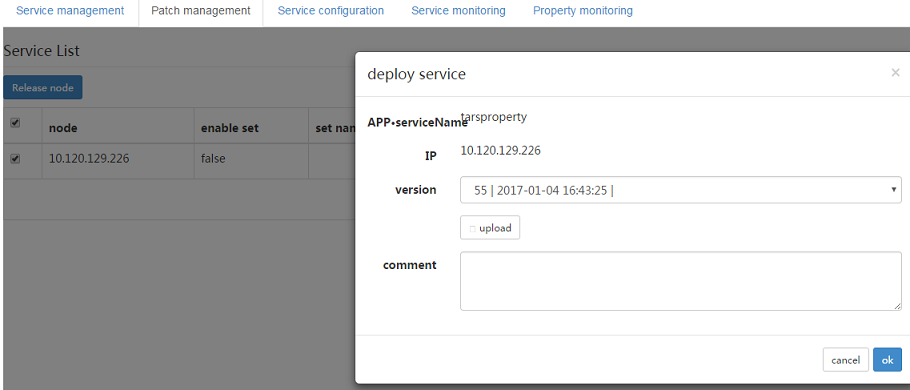 Service management Patch management Service configuration Service monitoring Property monitoring
Service List
Release node
node enable set set nam
10.120.129.226 false
deploy service ×
APP•serviceName tarsproperty
IP 10.120.129.226
version 55 | 2017-01-04 16:43:25 |
upload
comment
cancel ok